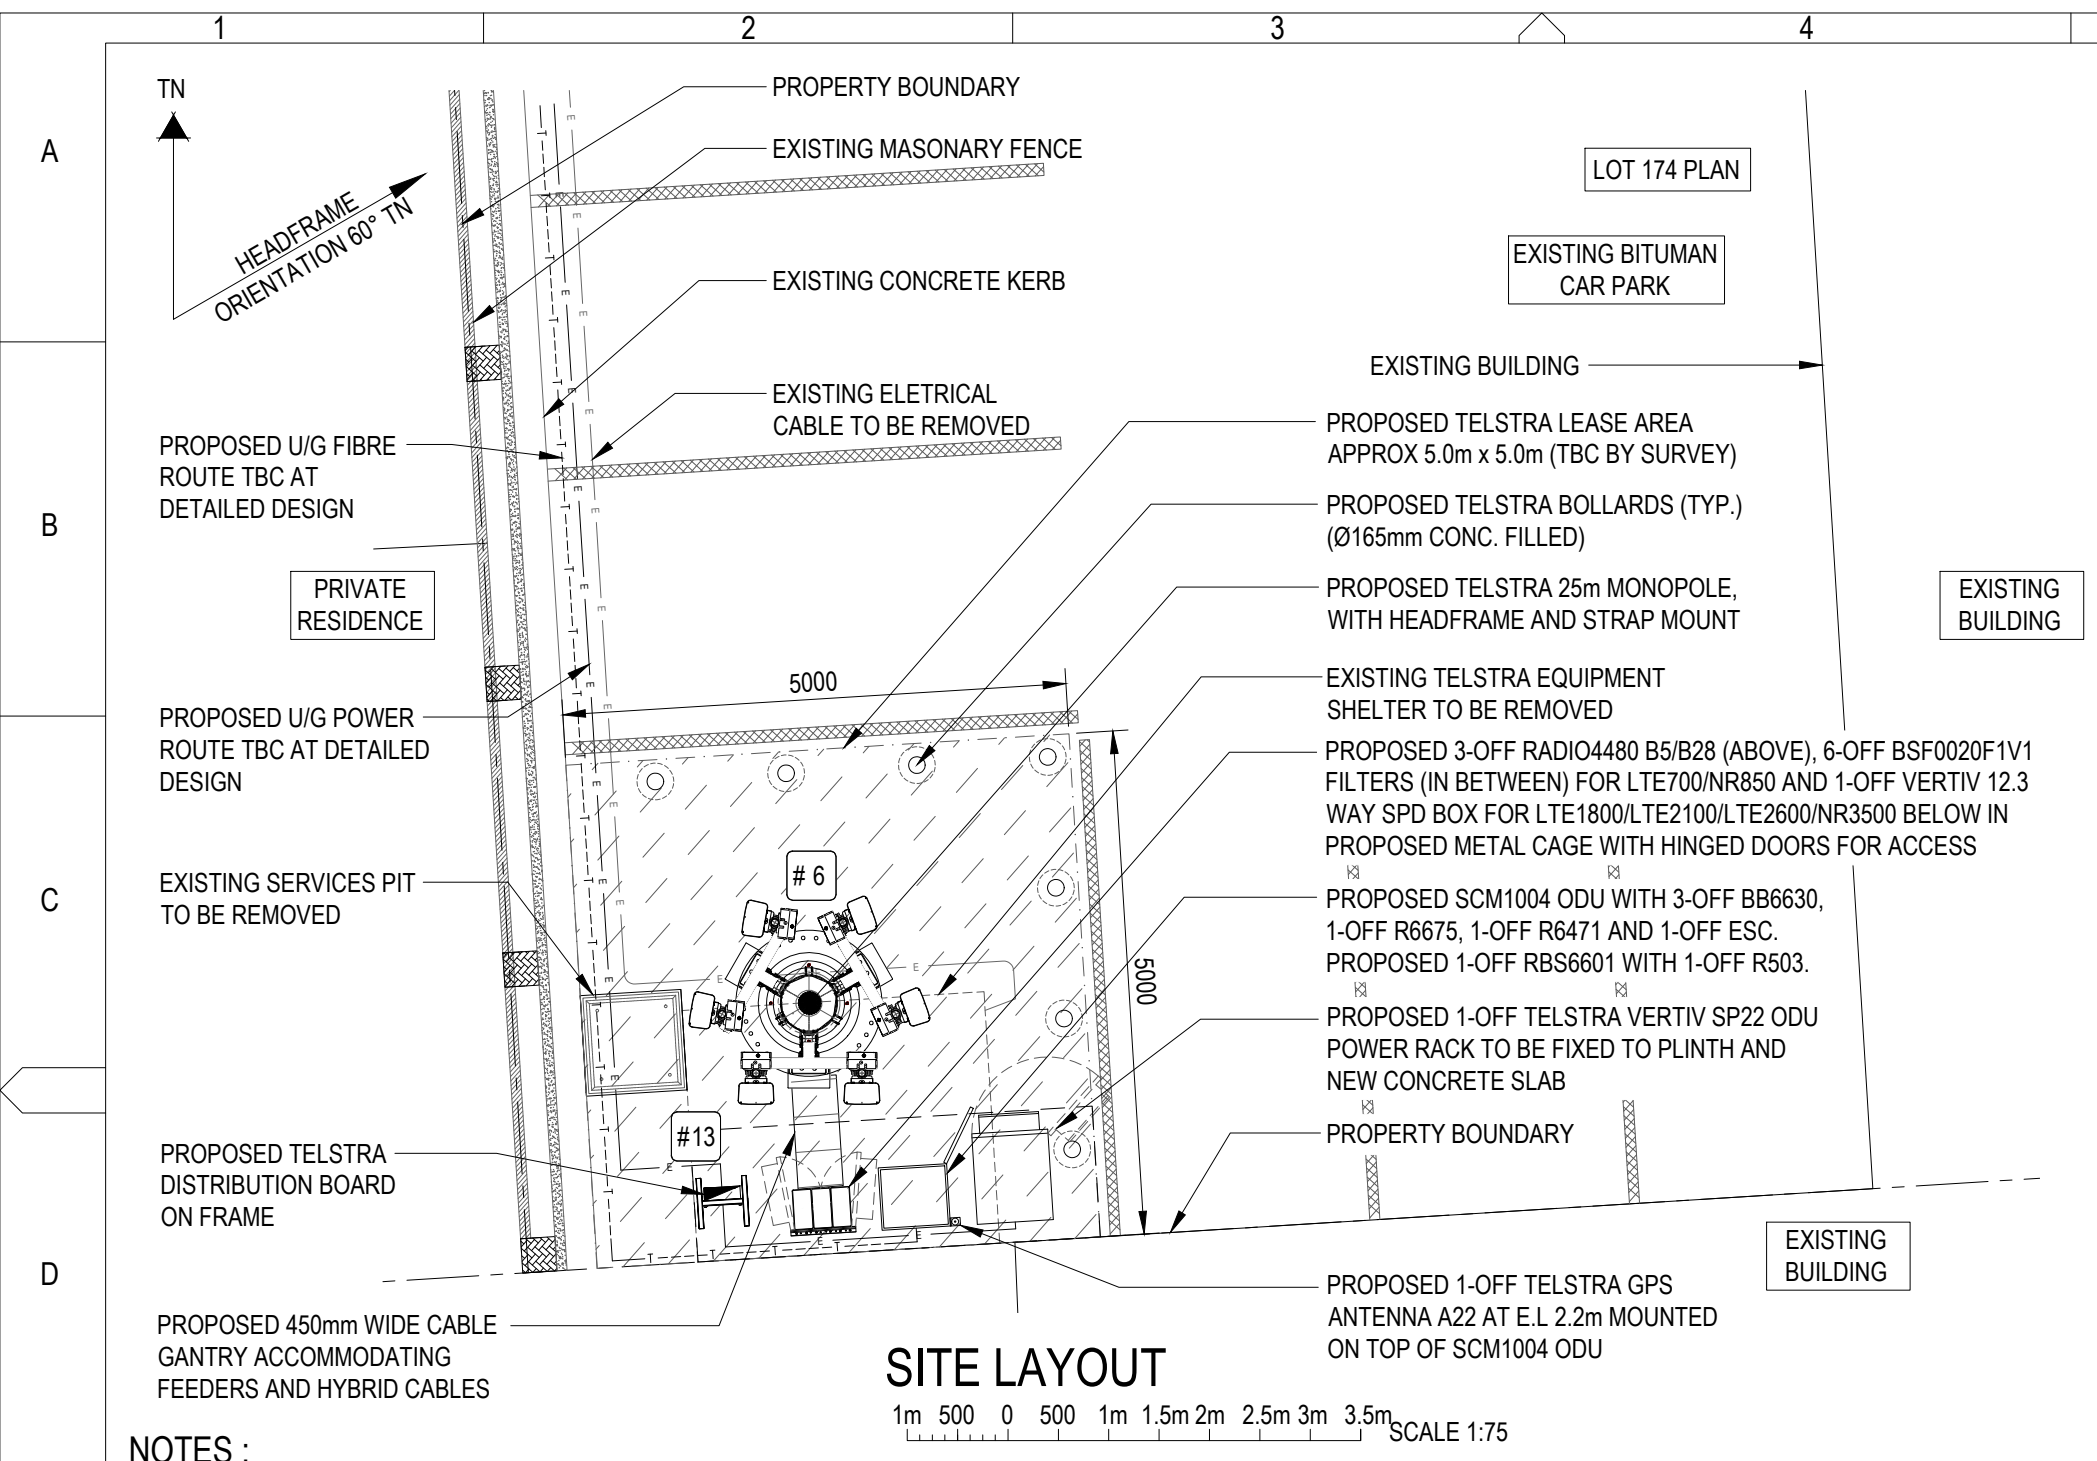 1
2
3
4
A
B
C
D
TN
HEADFRAME
ORIENTATION 60° TN
PROPERTY BOUNDARY
EXISTING MASONARY FENCE
EXISTING CONCRETE KERB
EXISTING ELETRICAL
CABLE TO BE REMOVED
LOT 174 PLAN
EXISTING BITUMAN
CAR PARK
EXISTING BUILDING
PROPOSED U/G FIBRE
ROUTE TBC AT
DETAILED DESIGN
PRIVATE
RESIDENCE
PROPOSED U/G POWER
ROUTE TBC AT DETAILED
DESIGN
EXISTING SERVICES PIT
TO BE REMOVED
PROPOSED TELSTRA
DISTRIBUTION BOARD
ON FRAME
PROPOSED 450mm WIDE CABLE
GANTRY ACCOMMODATING
FEEDERS AND HYBRID CABLES
5000
5000
# 6
#13
PROPOSED TELSTRA LEASE AREA
APPROX 5.0m x 5.0m (TBC BY SURVEY)
PROPOSED TELSTRA BOLLARDS (TYP.)
(Ø165mm CONC. FILLED)
PROPOSED TELSTRA 25m MONOPOLE,
WITH HEADFRAME AND STRAP MOUNT
EXISTING
BUILDING
EXISTING TELSTRA EQUIPMENT
SHELTER TO BE REMOVED
PROPOSED 3-OFF RADIO4480 B5/B28 (ABOVE), 6-OFF BSF0020F1V1
FILTERS (IN BETWEEN) FOR LTE700/NR850 AND 1-OFF VERTIV 12.3
WAY SPD BOX FOR LTE1800/LTE2100/LTE2600/NR3500 BELOW IN
PROPOSED METAL CAGE WITH HINGED DOORS FOR ACCESS
PROPOSED SCM1004 ODU WITH 3-OFF BB6630,
1-OFF R6675, 1-OFF R6471 AND 1-OFF ESC.
PROPOSED 1-OFF RBS6601 WITH 1-OFF R503.
PROPOSED 1-OFF TELSTRA VERTIV SP22 ODU
POWER RACK TO BE FIXED TO PLINTH AND
NEW CONCRETE SLAB
PROPERTY BOUNDARY
EXISTING
BUILDING
PROPOSED 1-OFF TELSTRA GPS
ANTENNA A22 AT E.L 2.2m MOUNTED
ON TOP OF SCM1004 ODU
SITE LAYOUT
1m 500 0 500 1m 1.5m 2m 2.5m 3m 3.5m
SCALE 1:75
NOTES :